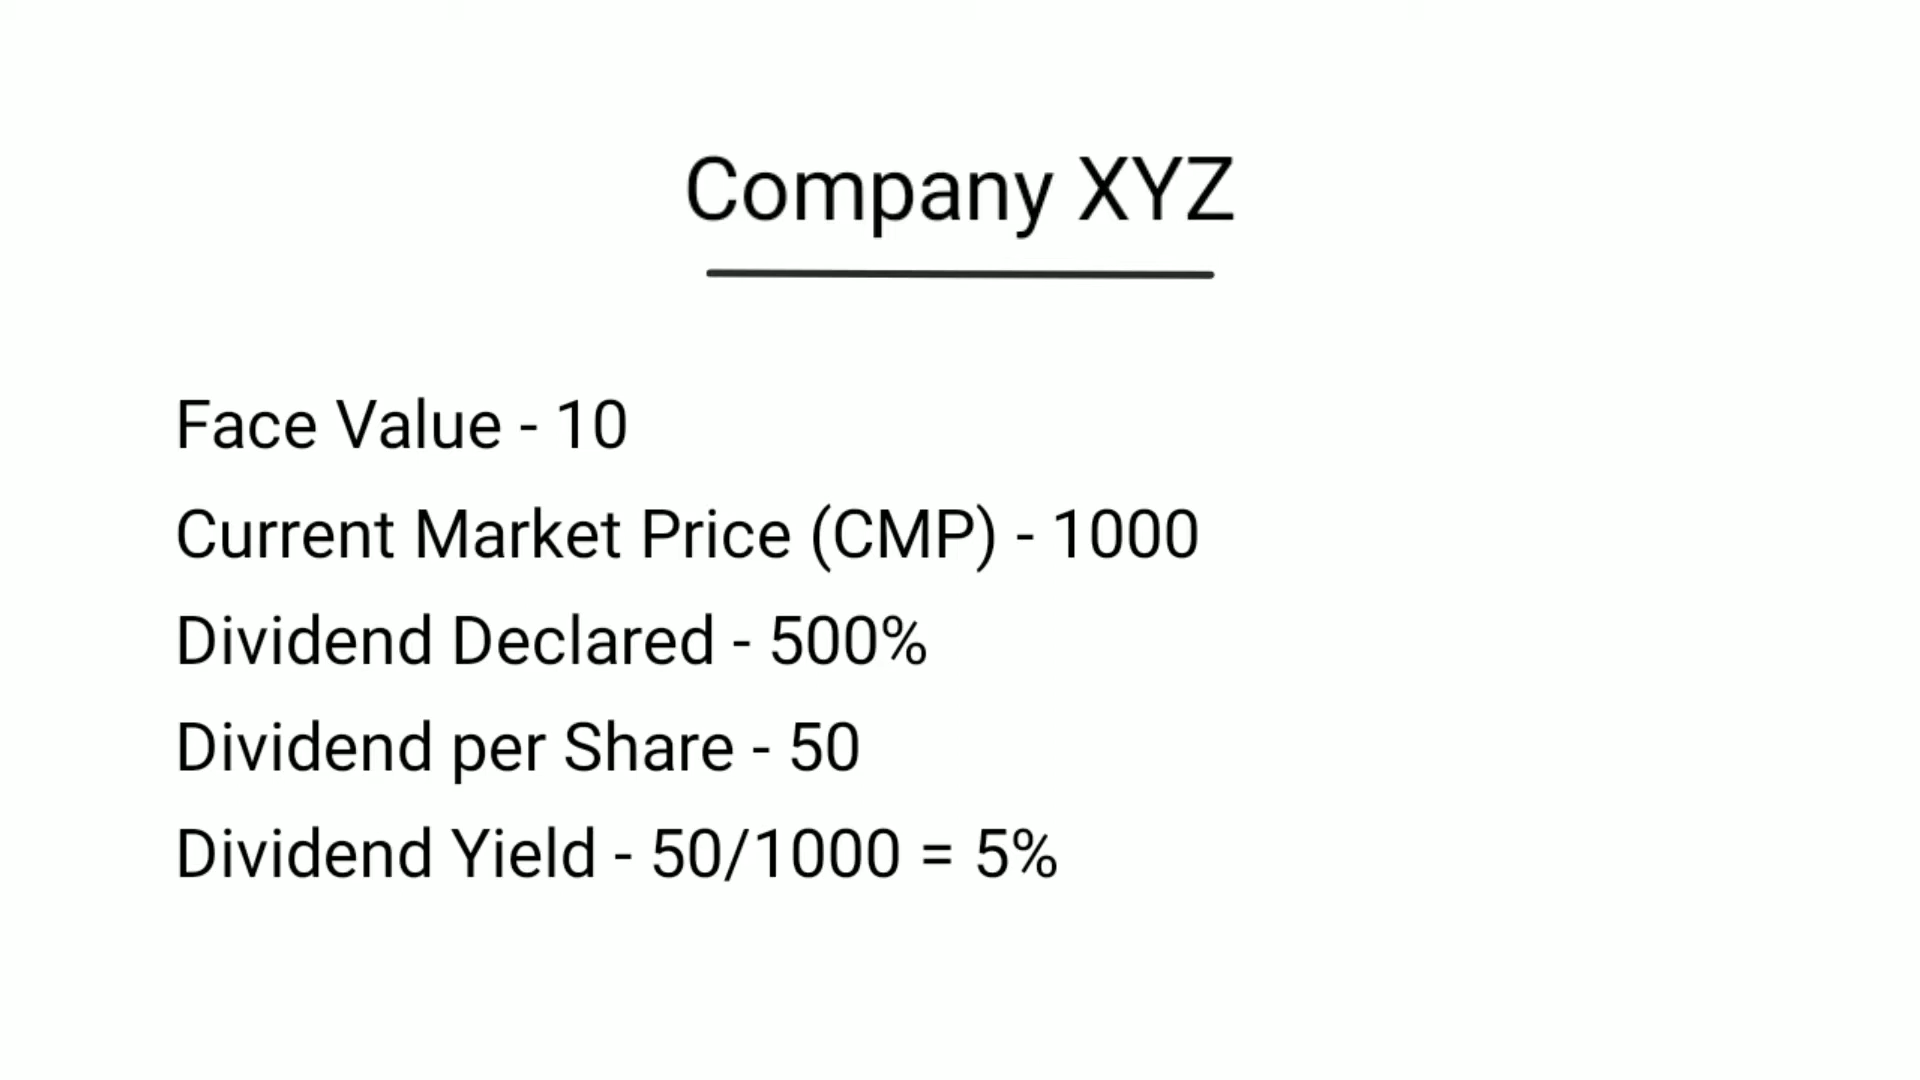 Company XYZ
Face Value - 10
Current Market Price (CMP) - 1000
Dividend Declared - 500%
Dividend per Share - 50
Dividend Yield - 50/1000 = 5%